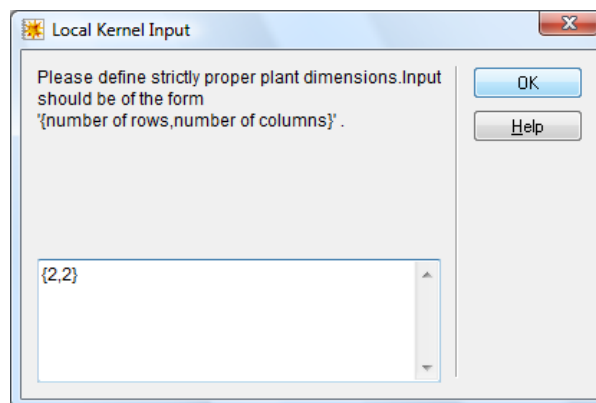 Local Kernel Input
Please define strictly proper plant dimensions.Input
should be of the form
'{number of rows,number of columns}' .
OK
Help
{2,2}